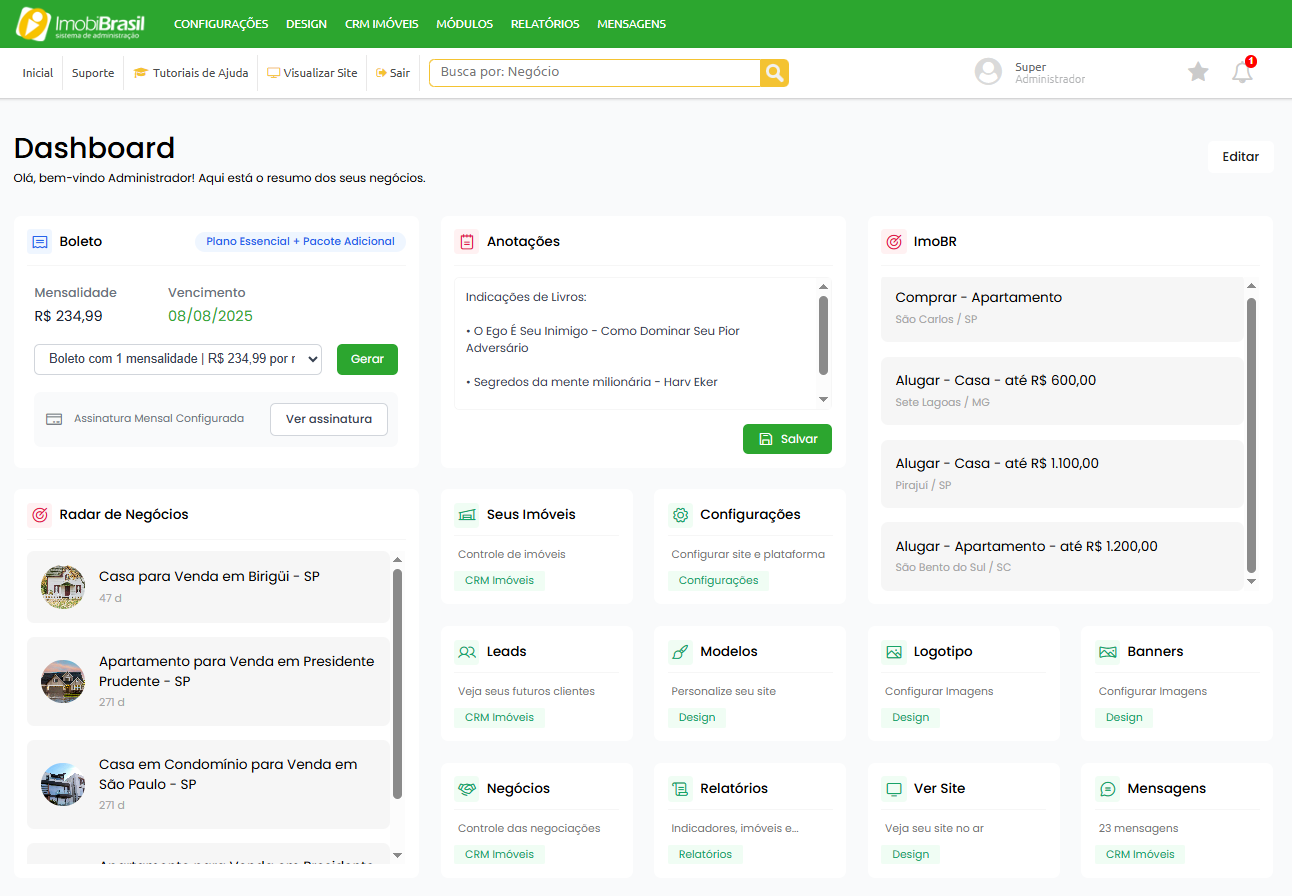 ImobiBrasil
sistema de administração
CONFIGURAÇÕES DESIGN CRM IMÓVEIS MÓDULOS RELATÓRIOS MENSAGENS
Inicial Suporte Tutoriais de Ajuda Visualizar Site Sair Busca por: Negócio
Super
Administrador
1
Dashboard
Olá, bem-vindo Administrador! Aqui está o resumo dos seus negócios.
Editar
Boleto Plano Essencial + Pacote Adicional
Mensalidade Vencimento
R$ 234,99 08/08/2025
Boleto com 1 mensalidade | R$ 234,99 por r Gerar
Assinatura Mensal Configurada Ver assinatura
Anotações
Indicações de Livros:
• O Ego É Seu Inimigo - Como Dominar Seu Pior
Adversário
• Segredos da mente milionária - Harv Eker
Salvar
ImoBR
Comprar - Apartamento
São Carlos / SP
Alugar - Casa - até R$ 600,00
Sete Lagoas / MG
Alugar - Casa - até R$ 1.100,00
Pirajuí / SP
Alugar - Apartamento - até R$ 1.200,00
São Bento do Sul / SC
Radar de Negócios
Casa para Venda em Birigüi - SP
47 d
Apartamento para Venda em Presidente
Prudente - SP
271 d
Casa em Condomínio para Venda em
São Paulo - SP
271 d
Apartamento para Venda em Presidente
Seus Imóveis
Controle de imóveis
CRM Imóveis
Configurações
Configurar site e plataforma
Configurações
Leads
Veja seus futuros clientes
CRM Imóveis
Modelos
Personalize seu site
Design
Logotipo
Configurar Imagens
Design
Banners
Configurar Imagens
Design
Negócios
Controle das negociações
CRM Imóveis
Relatórios
Indicadores, imóveis e...
Relatórios
Ver Site
Veja seu site no ar
Design
Mensagens
23 mensagens
CRM Imóveis